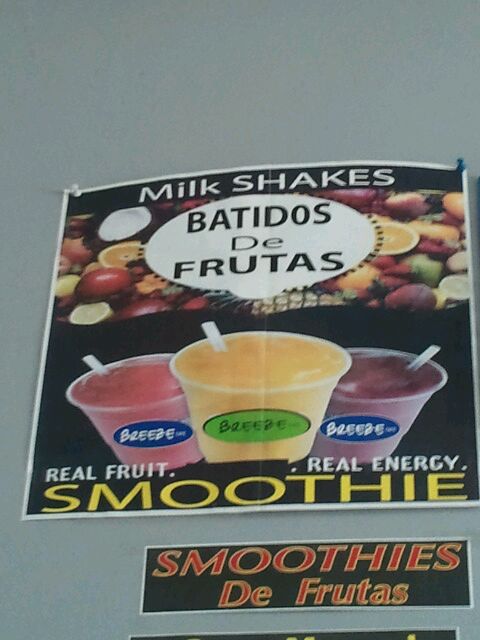 Milk SHAKES
BATIDOS
De
FRUTAS
BREEZE BREEZE BREEZE
REAL FRUIT. . REAL ENERGY.
SMOOTHIE
SMOOTHIES
De Frutas